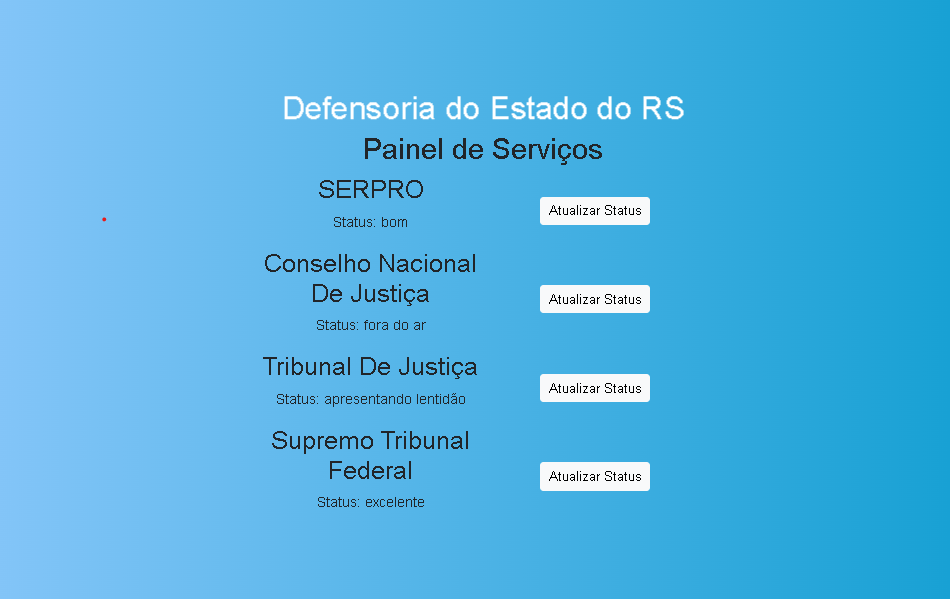 Defensoria do Estado do RS
Painel de Serviços
SERPRO
Status: bom
Atualizar Status
Conselho Nacional
De Justiça
Status: fora do ar
Atualizar Status
Tribunal De Justiça
Status: apresentando lentidão
Atualizar Status
Supremo Tribunal
Federal
Status: excelente
Atualizar Status